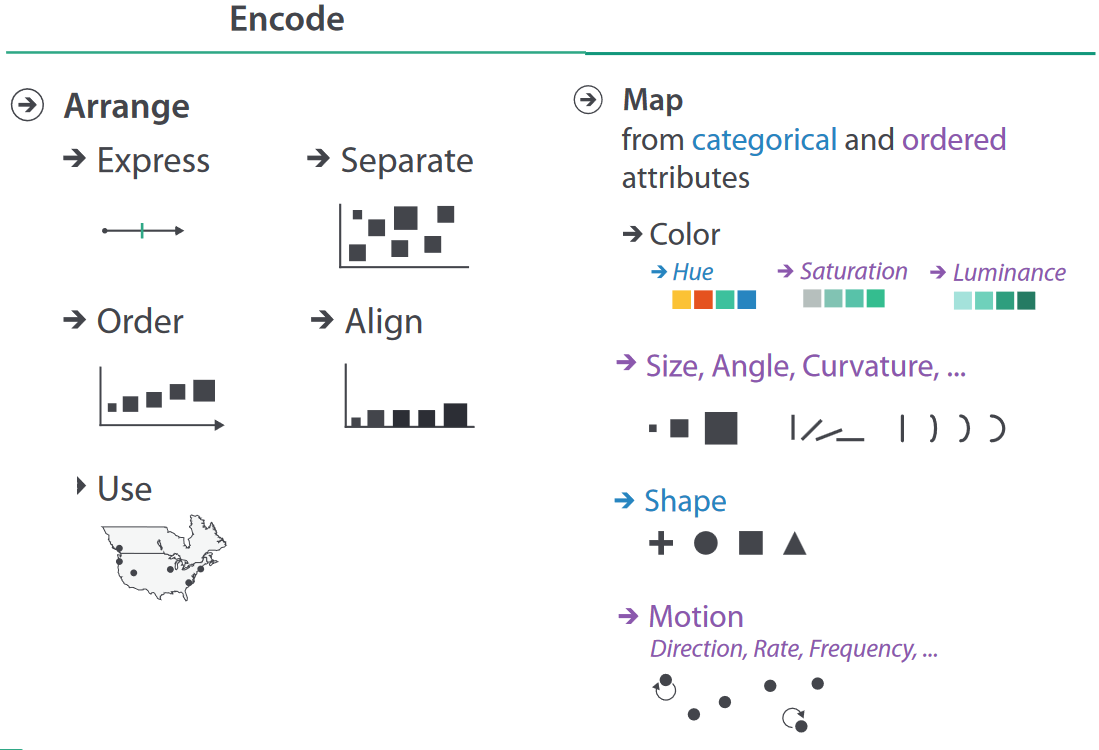 Encode
Arrange
Express
Separate
Order
Align
Use
Map
from categorical and ordered
attributes
Color
Hue
Saturation
Luminance
Size, Angle, Curvature, ...
Shape
Motion
Direction, Rate, Frequency, ...